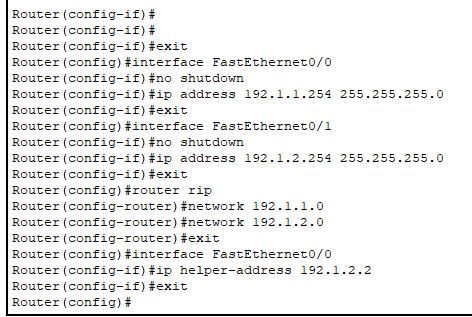 Router(config-if)#
Router(config-if)#
Router(config-if)#exit
Router(config)#interface FastEthernet0/0
Router(config-if)#no shutdown
Router(config-if)#ip address 192.1.1.254 255.255.255.0
Router(config-if)#exit
Router(config)#interface FastEthernet0/1
Router(config-if)#no shutdown
Router(config-if)#ip address 192.1.2.254 255.255.255.0
Router(config-if)#exit
Router(config)#router rip
Router(config-router)#network 192.1.1.0
Router(config-router)#network 192.1.2.0
Router(config-router)#exit
Router(config)#interface FastEthernet0/0
Router(config-if)#ip helper-address 192.1.2.2
Router(config-if)#exit
Router(config)#